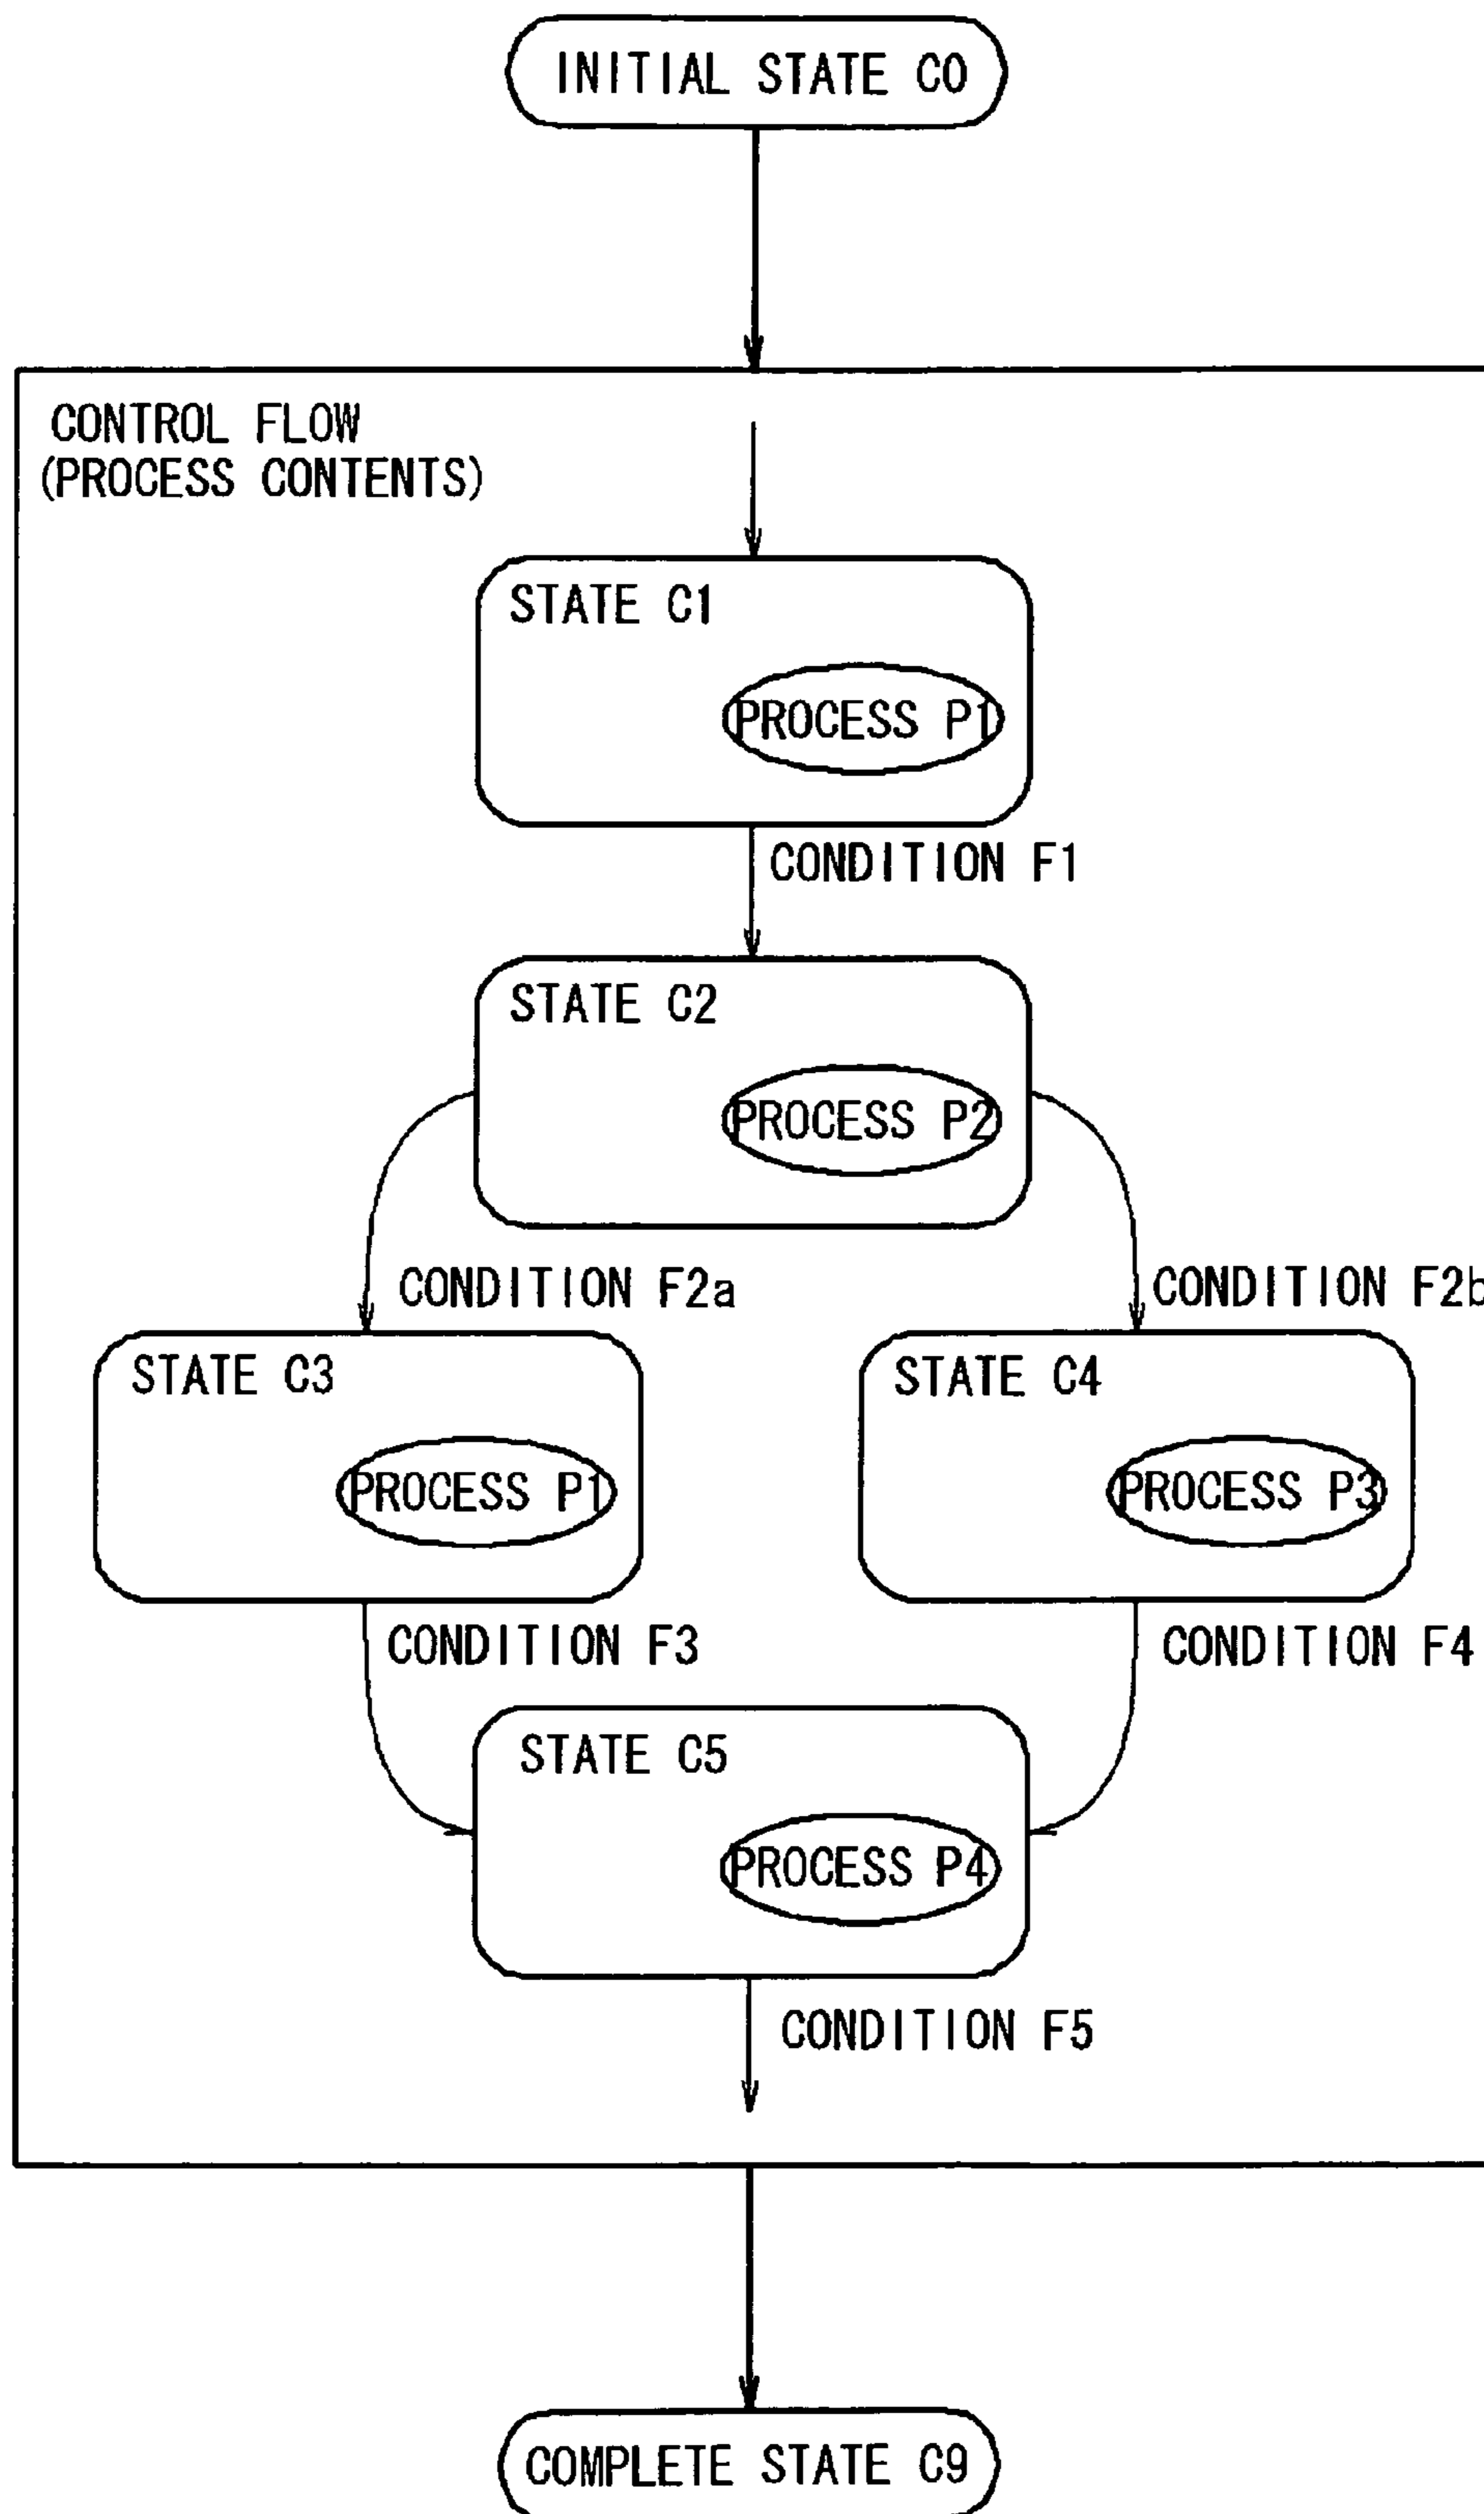 INITIAL STATE C0
CONTROL FLOW
(PROCESS CONTENTS)
STATE C1
PROCESS P1
CONDITION F1
STATE C2
PROCESS P2
CONDITION F2a
CONDITION F2b
STATE C3
STATE C4
PROCESS P1
PROCESS P3
CONDITION F3
CONDITION F4
STATE C5
PROCESS P4
CONDITION F5
COMPLETE STATE C9